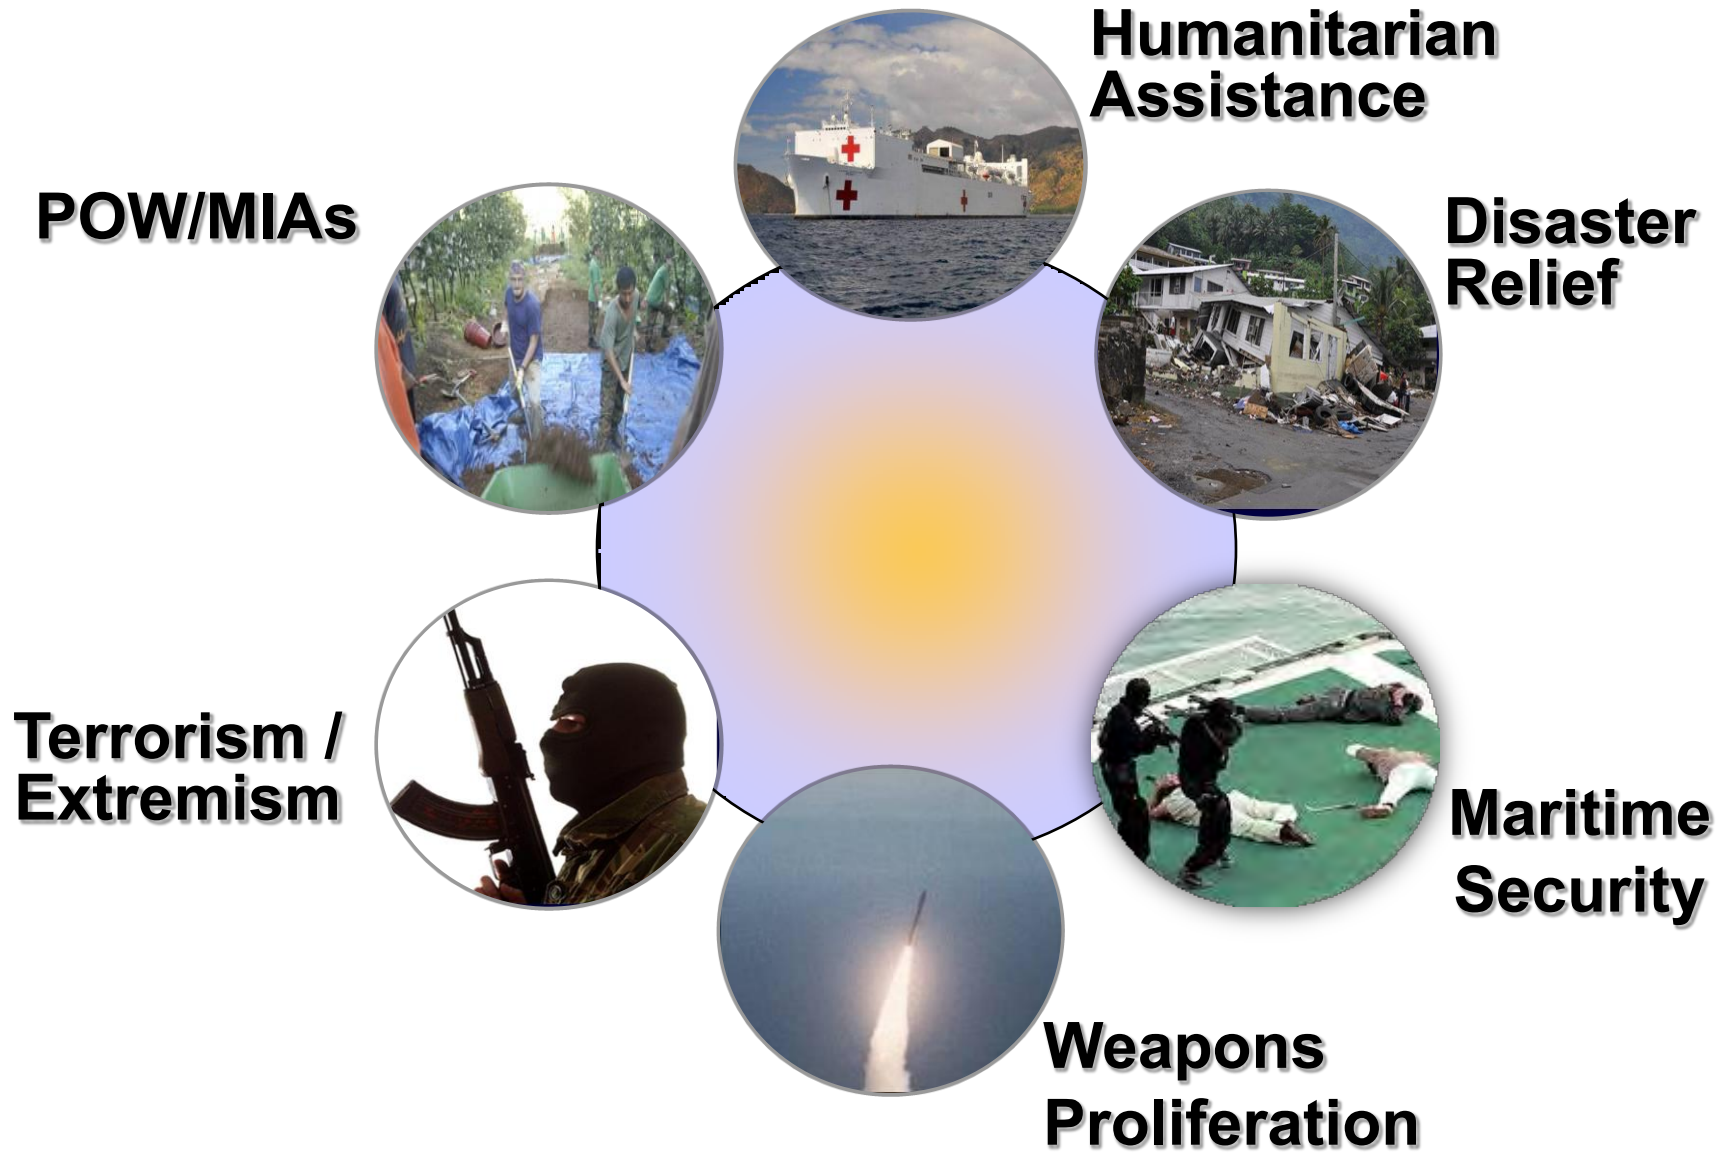 Humanitarian
Assistance
POW/MIAs
Disaster
Relief
Terrorism /
Extremism
Maritime
Security
Weapons
Proliferation